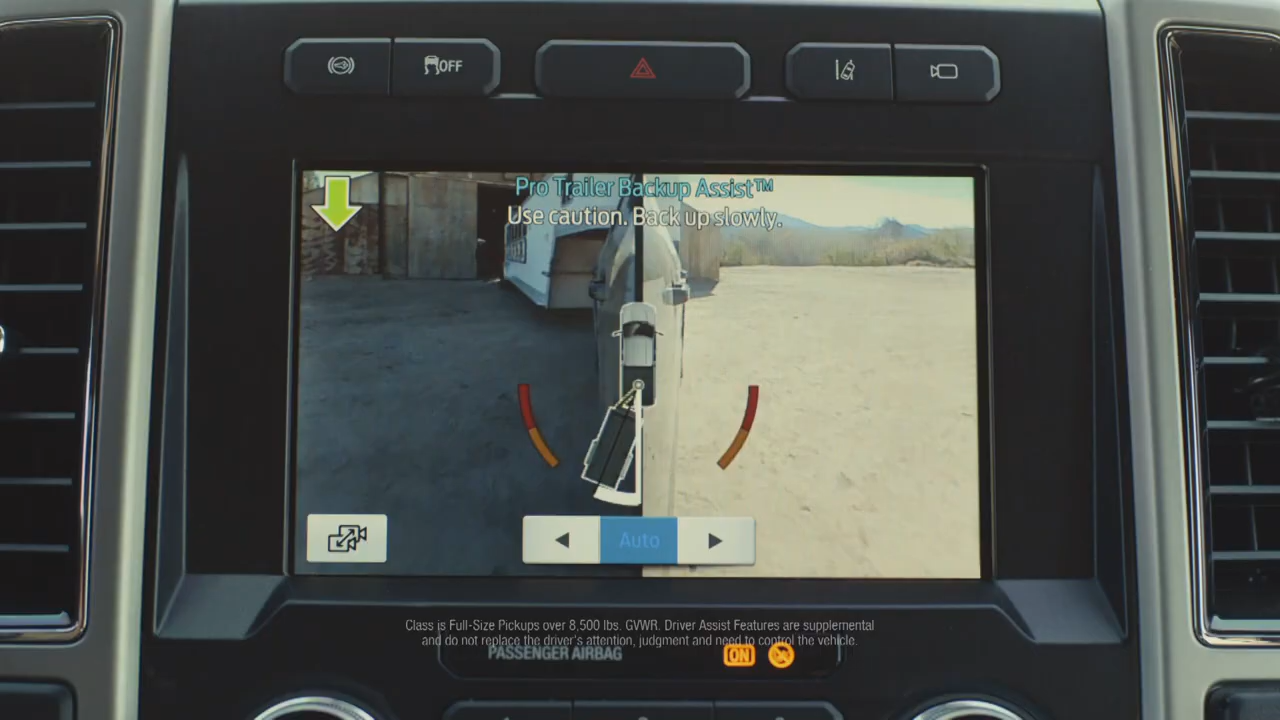 OFF
Pro Trailer Backup Assist™
Use caution. Back up slowly.
Auto
Class is Full-Size Pickups over 8,500 lbs. GVWR. Driver Assist Features are supplemental
and do not replace the driver's attention, judgment and need to control the vehicle.
PASSENGER AIRBAG
ON